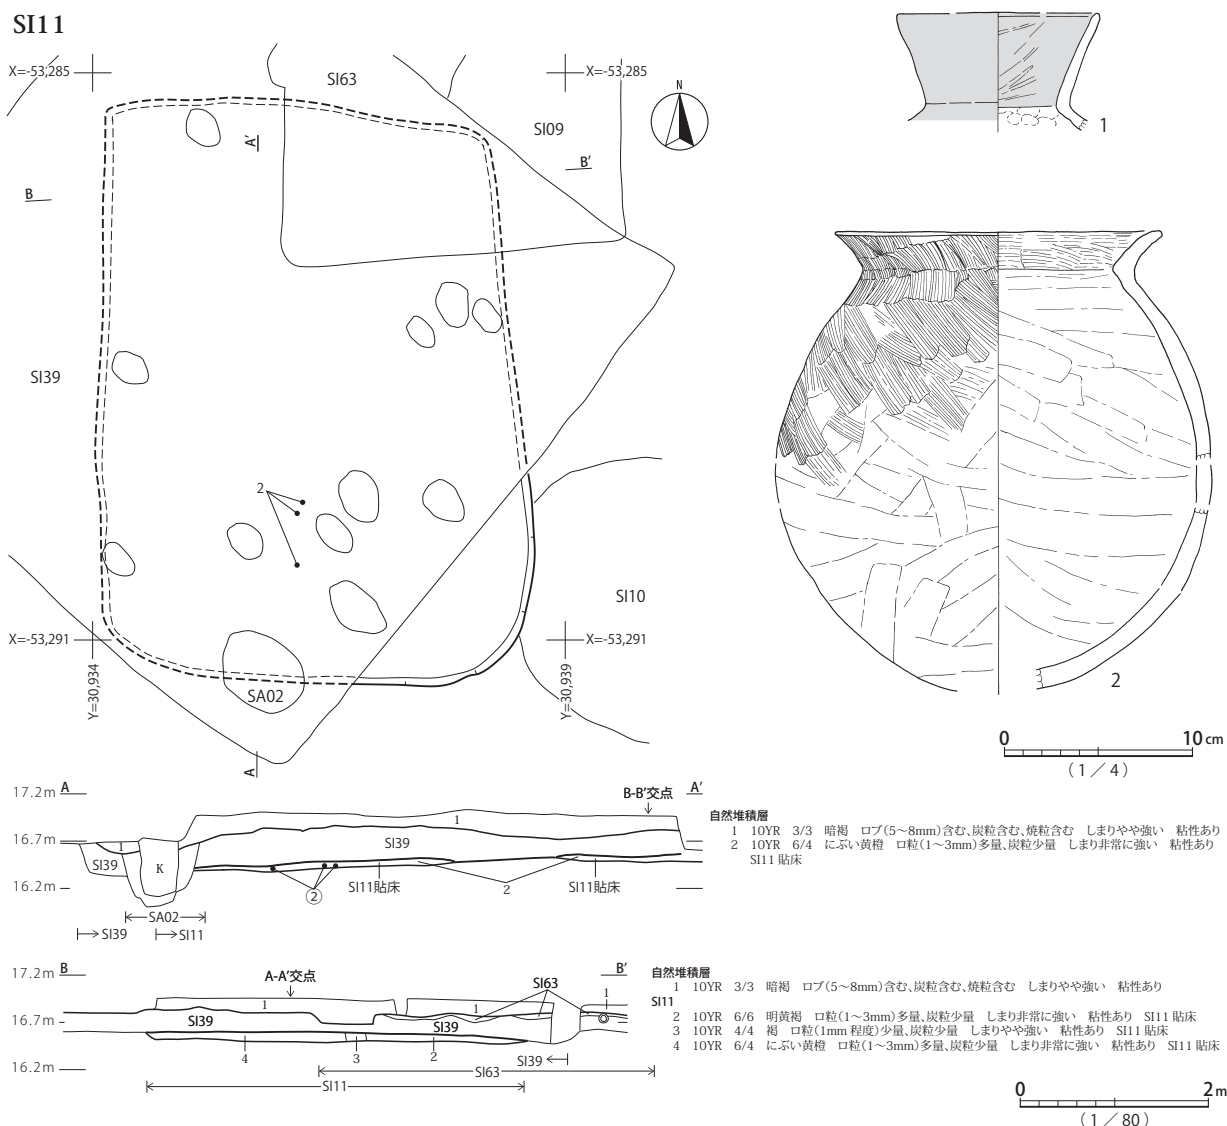 SI11
X=-53,285
X=-53,285
SI63
SI09
N
A'
B'
B
SI39
2
SI10
X=-53,291
X=-53,291
Y=30,934
Y=30,939
SA02
A
1
2
0 10 cm
(1/4)
17.2m A
B-B'交点
A'
1
16.7m
1
SI39
SI39
K
16.2m
2
SI11貼床
2
SI11貼床
SA02
SI39
SI11
自然堆積層
1 10YR 3/3 暗褐 ロブ(5~8mm)含む、炭粒含む、焼粒含む しまりやや強い 粘性あり
2 10YR 6/4 にぶい黄橙 ロ粒(1~3mm)多量、炭粒少量 しまり非常に強い 粘性あり
SI11 貼床
17.2m B
A-A'交点
SI63
B'
1
1
1
16.7m
SI39
SI39
4
3
2
16.2m
SI39
SI63
SI11
自然堆積層
1 10YR 3/3 暗褐 ロブ(5~8mm)含む、炭粒含む、焼粒含む しまりやや強い 粘性あり
SI11
2 10YR 6/6 明黄褐 ロ粒(1~3mm)多量、炭粒少量 しまり非常に強い 粘性あり SI11 貼床
3 10YR 4/4 褐 ロ粒(1mm 程度)少量、炭粒少量 しまりやや強い 粘性あり SI11 貼床
4 10YR 6/4 にぶい黄橙 ロ粒(1~3mm)多量、炭粒少量 しまり非常に強い 粘性あり SI11 貼床
0 2 m
(1/80)